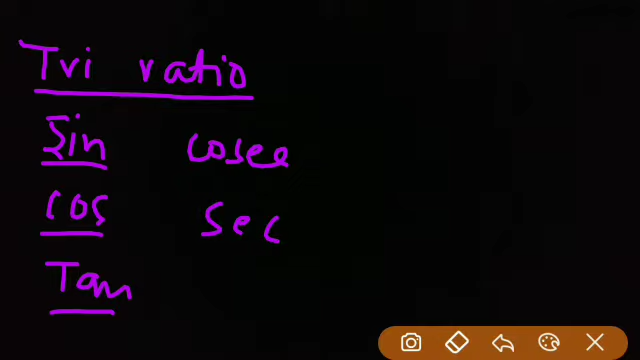 Tri ratio
Sin cosec
cos sec
Tan